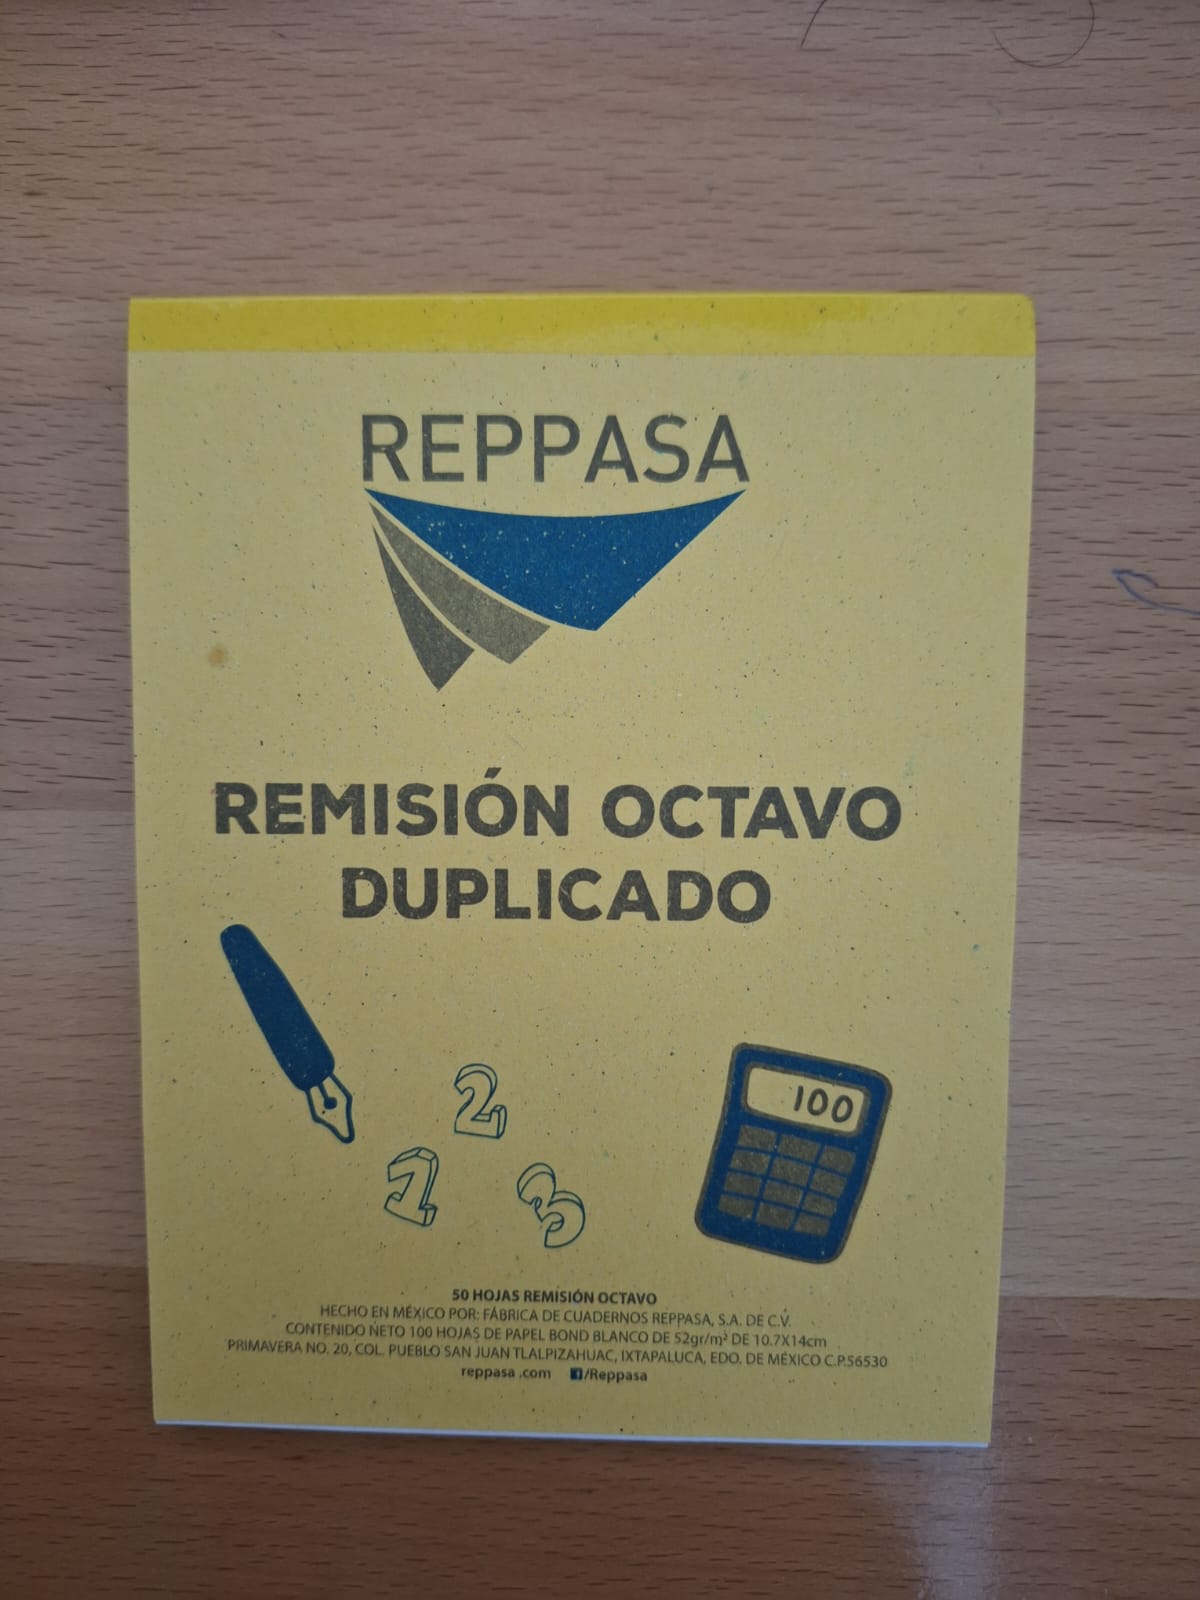 REPPASA
REMISIÓN OCTAVO
DUPLICADO
2
100
1
3
50 HOJAS REMISIÓN OCTAVO
HECHO EN MÉXICO POR: FÁBRICA DE CUADERNOS REPPASA, S.A. DE C.V.
CONTENIDO NETO 100 HOJAS DE PAPEL BOND BLANCO DE 52gr/m² DE 10.7X14cm
PRIMAVERA NO. 20, COL. PUEBLO SAN JUAN TLALPIZAHUAC, IXTAPALUCA, EDO. DE MÉXICO C.P.56530
reppasa.com f/Reppasa